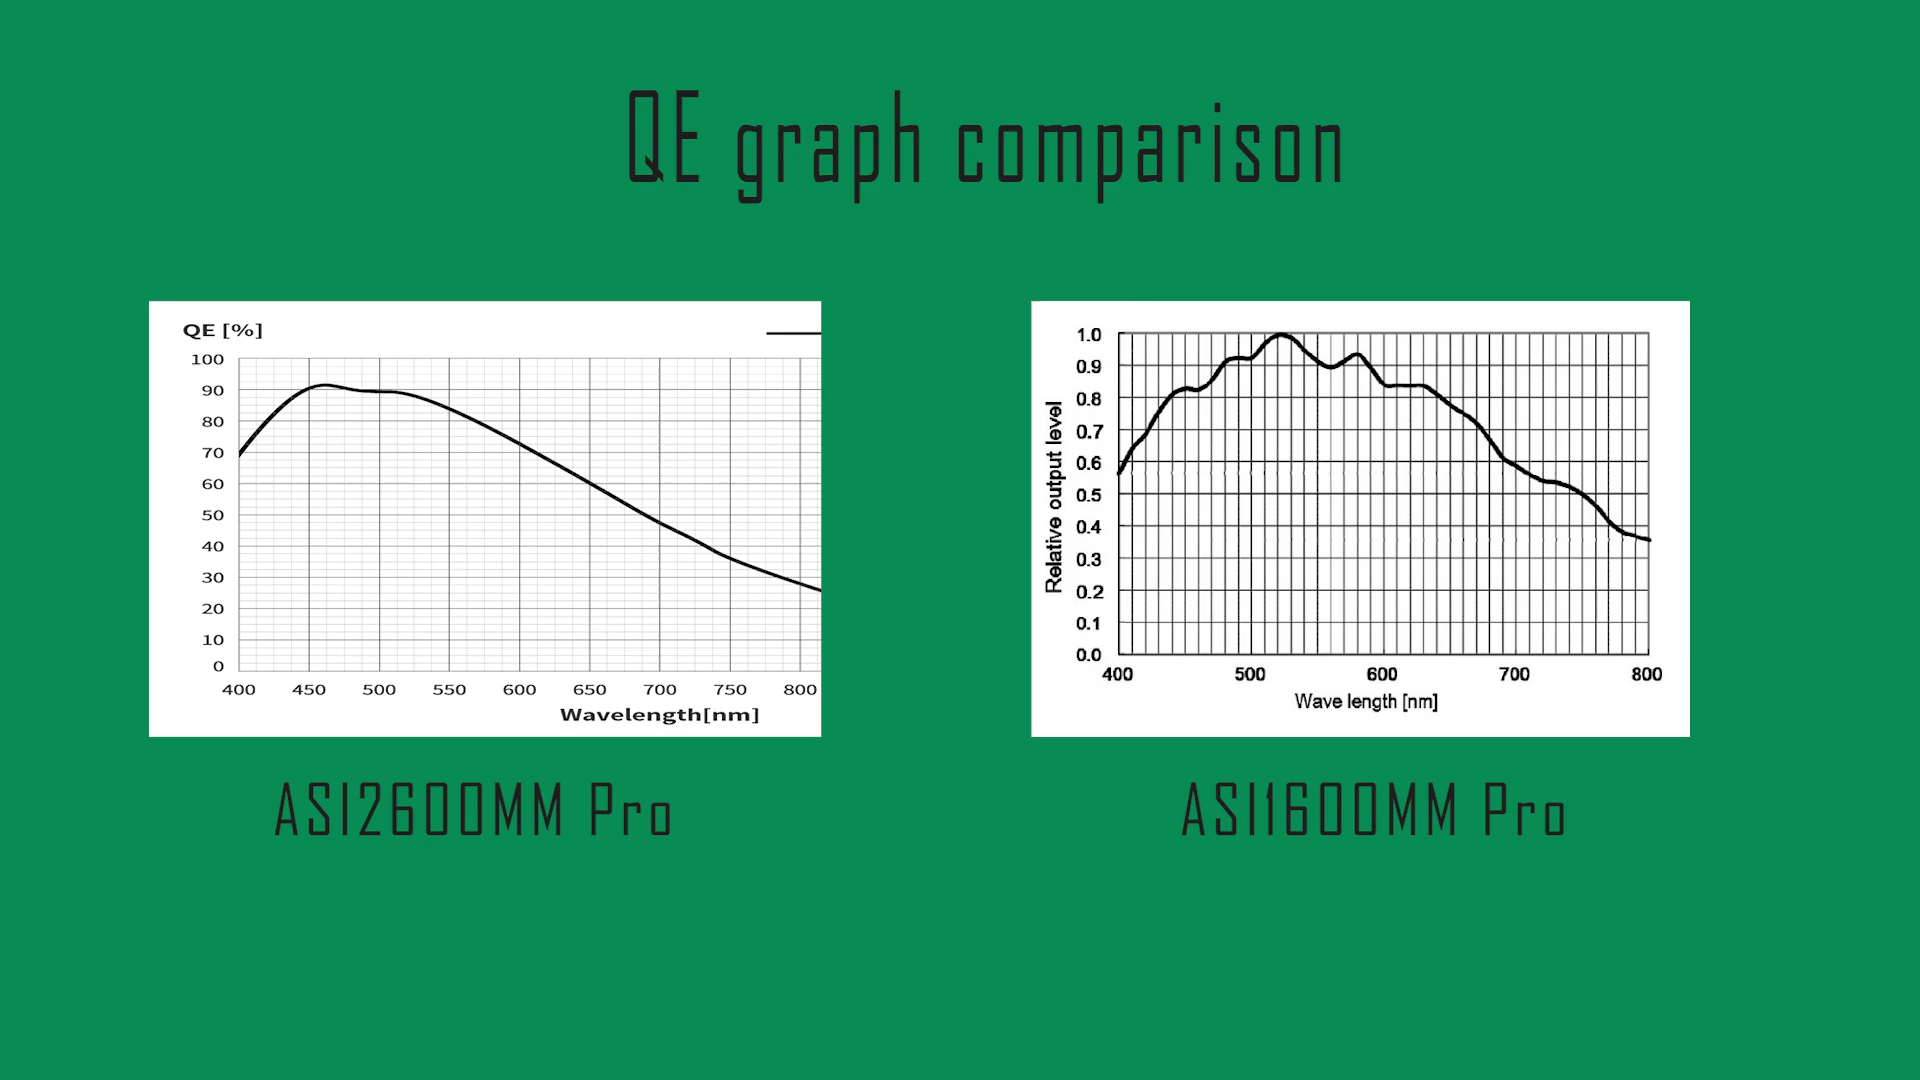 QE graph comparison
QE [%]
100
90
80
70
60
50
40
30
20
10
0
400 450 500 550 600 650 700 750 800
Wavelength[nm]
ASI2600MM Pro
Relative output level
1.0
0.9
0.8
0.7
0.6
0.5
0.4
0.3
0.2
0.1
0.0
400 500 600 700 800
Wave length [nm]
ASI1600MM Pro